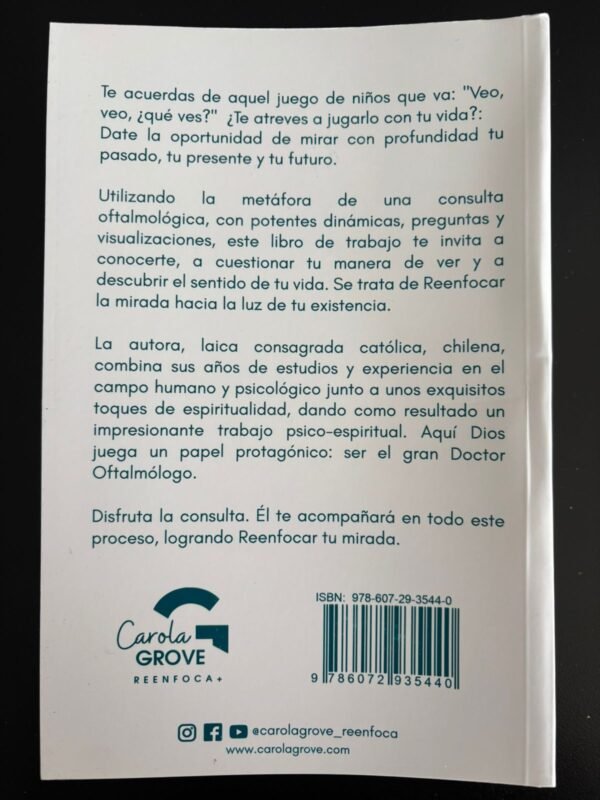 Te acuerdas de aquel juego de niños que va: "Veo,
veo, ¿qué ves?" ¿Te atreves a jugarlo con tu vida?:
Date la oportunidad de mirar con profundidad tu
pasado, tu presente y tu futuro.
Utilizando la metáfora de una consulta
oftalmológica, con potentes dinámicas, preguntas y
visualizaciones, este libro de trabajo te invita a
conocerte, a cuestionar tu manera de ver y a
descubrir el sentido de tu vida. Se trata de Reenfocar
la mirada hacia la luz de tu existencia.
La autora, laica consagrada católica, chilena,
combina sus años de estudios y experiencia en el
campo humano y psicológico junto a unos exquisitos
toques de espiritualidad, dando como resultado un
impresionante trabajo psico-espiritual. Aquí Dios
juega un papel protagónico: ser el gran Doctor
Oftalmólogo.
Disfruta la consulta. Él te acompañará en todo este
proceso, logrando Reenfocar tu mirada.
Carola
GROVE
REENFOCA+
ISBN: 978-607-29-3544-0
9 786072 935440
@carolagrove_reenfoca
www.carolagrove.com